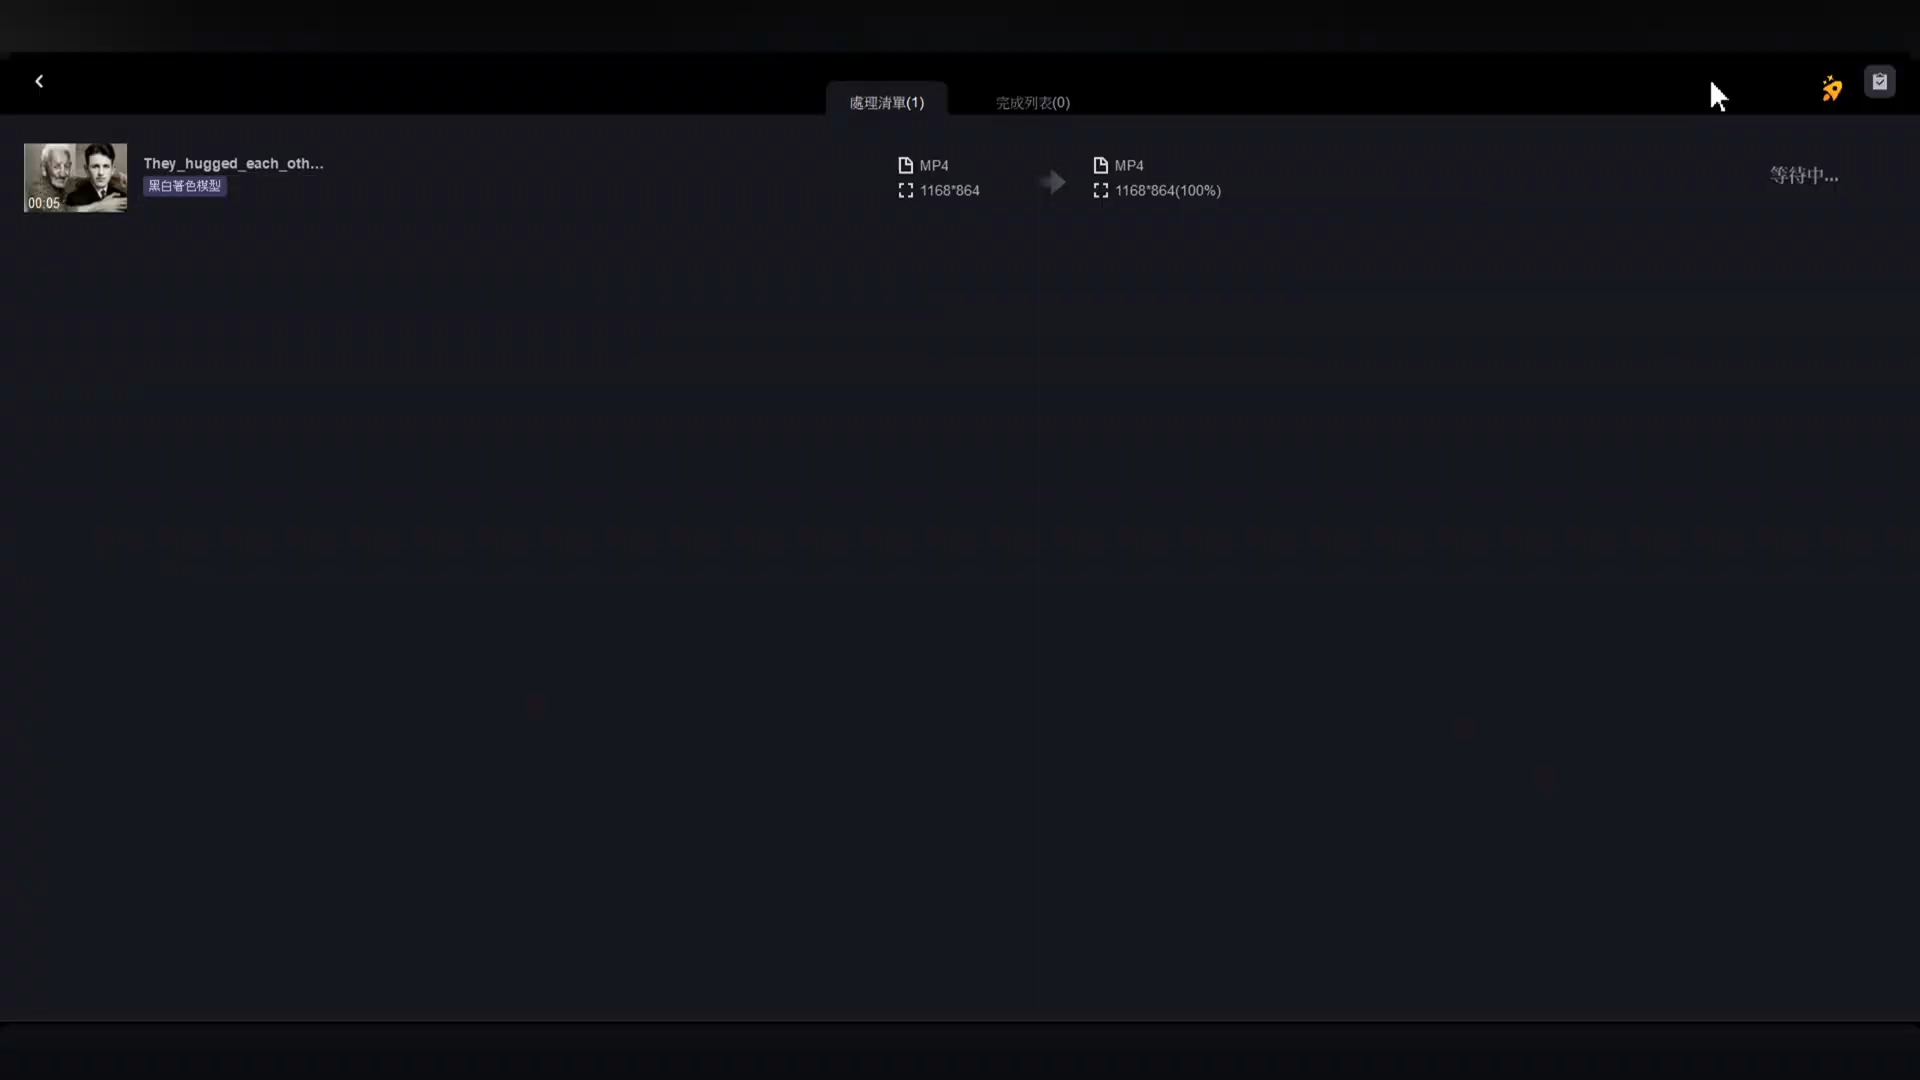 處理清單(1)
完成列表(0)
They_hugged_each_oth...
黑白著色模型
00:05
MP4
1168*864
MP4
1168*864(100%)
等待中...